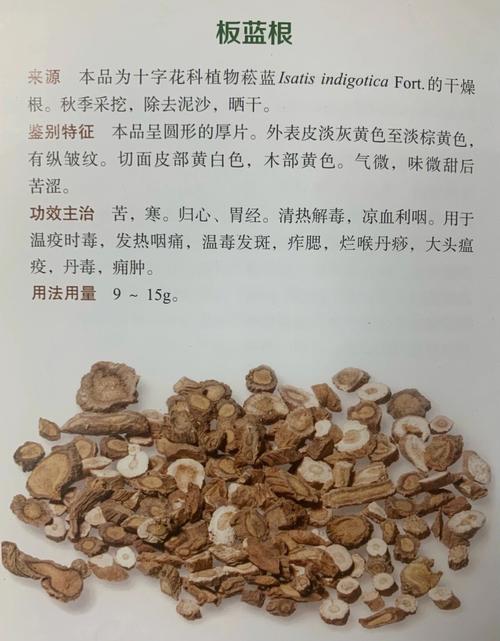 板蓝根
来源 本品为十字花科植物菘蓝Isatis indigotica Fort.的干燥
根。秋季采挖，除去泥沙，晒干。
鉴别特征 本品呈圆形的厚片。外表皮淡灰黄色至淡棕黄色，
有纵皱纹。切面皮部黄白色，木部黄色。气微，味微甜后
苦涩。
功效主治 苦，寒。归心、胃经。清热解毒，凉血利咽。用于
温疫时毒，发热咽痛，温毒发斑，痄腮，烂喉丹痧，大头瘟
疫，丹毒，痈肿。
用法用量 9 ~ 15g。